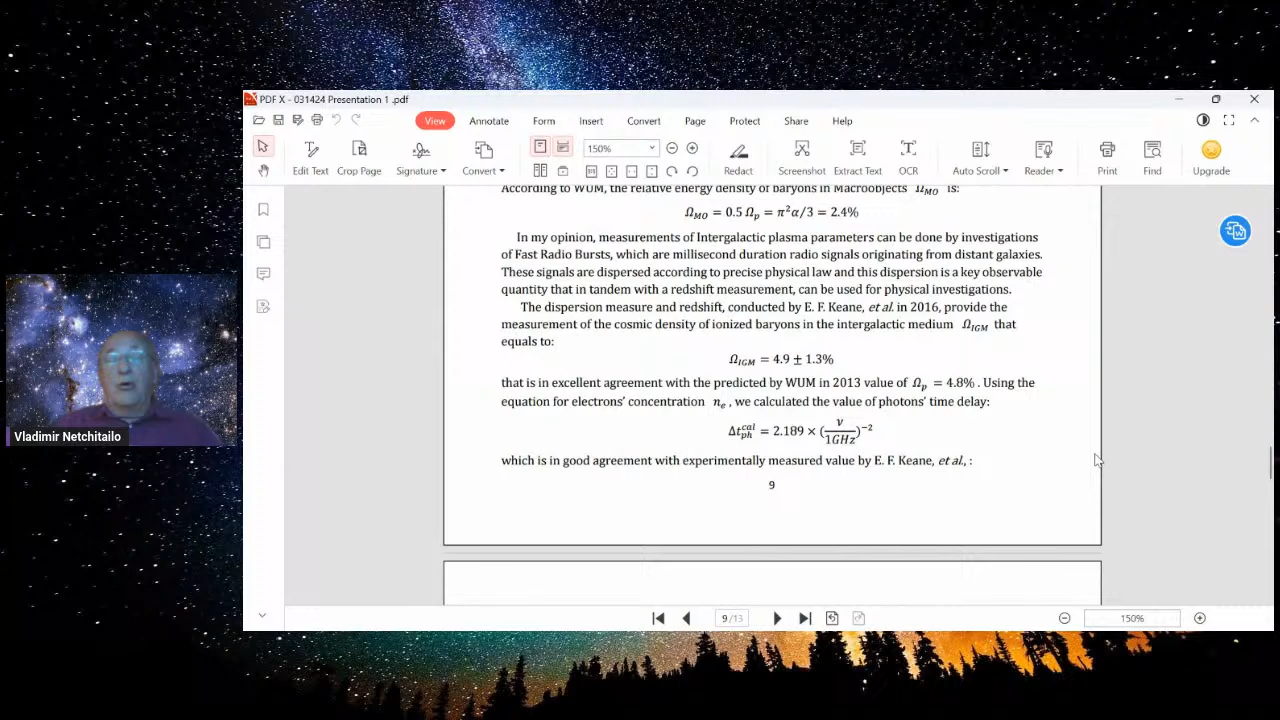 PDF X - 031424 Presentation 1 .pdf
View Annotate Form Insert Convert Page Protect Share Help
150%
Edit Text Crop Page Signature Convert Redact Screenshot Extract Text OCR Auto Scroll Reader Print Find Upgrade
According to WUM, the relative energy density of baryons in Macroobjects Ω_MO is:
Ω_MO = 0.5 Ω_p = π²α/3 = 2.4%
In my opinion, measurements of Intergalactic plasma parameters can be done by investigations
of Fast Radio Bursts, which are millisecond duration radio signals originating from distant galaxies.
These signals are dispersed according to precise physical law and this dispersion is a key observable
quantity that in tandem with a redshift measurement, can be used for physical investigations.
The dispersion measure and redshift, conducted by E. F. Keane, et al. in 2016, provide the
measurement of the cosmic density of ionized baryons in the intergalactic medium Ω_IGM that
equals to:
Ω_IGM = 4.9 ± 1.3%
that is in excellent agreement with the predicted by WUM in 2013 value of Ω_p = 4.8% . Using the
equation for electrons' concentration n_e , we calculated the value of photons' time delay:
Δt_ph^cal = 2.189 × (ν/1GHz)^−2
which is in good agreement with experimentally measured value by E. F. Keane, et al., :
9
9 /13
150%
Vladimir Netchitailo